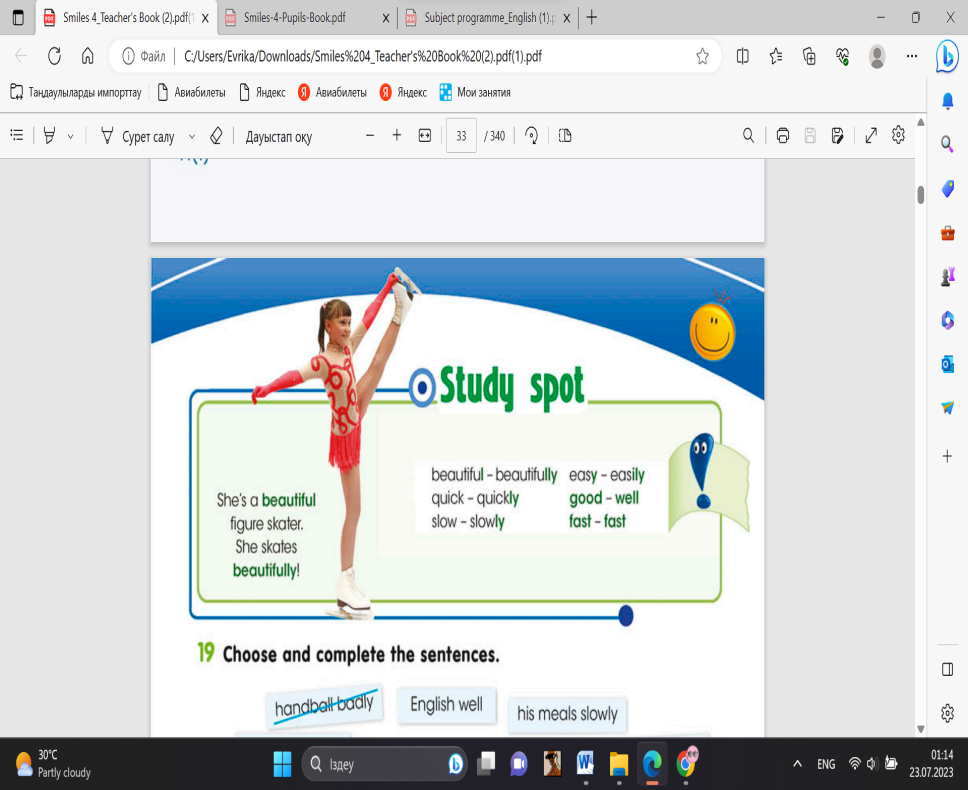 Smiles 4_Teacher's Book (2).pdf(1
Smiles-4-Pupils-Book.pdf
Subject programme_English (1).p
Файл
C:/Users/Evrika/Downloads/Smiles%204_Teacher's%20Book%20(2).pdf(1).pdf
Таңдаулыларды импорттау
Авиабилеты
Яндекс
Авиабилеты
Яндекс
Мои занятия
Сурет салу
Дауыстап оқу
33 / 340
Study spot
She's a beautiful
figure skater.
She skates
beautifully!
beautiful – beautifully easy – easily
quick – quickly good – well
slow – slowly fast – fast
19 Choose and complete the sentences.
handball badly
English well
his meals slowly
30°C
Partly cloudy
Іздеу
ENG
01:14
23.07.2023